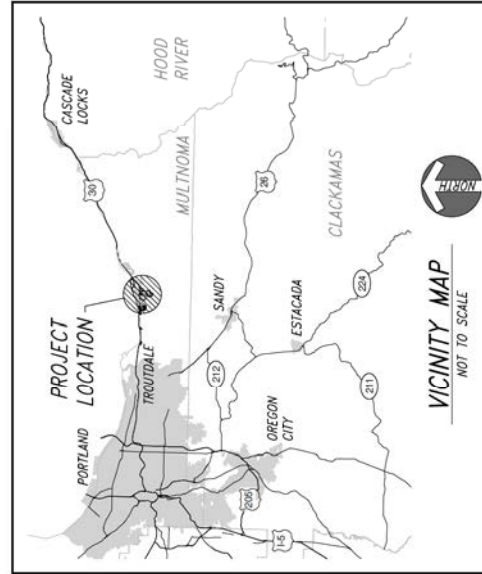 CASCADE
LOCKS
HOOD
RIVER
30
MULTNOMA
26
CLACKAMAS
PROJECT
LOCATION
TROUTDALE
SANDY
ESTACADA
224
212
211
PORTLAND
OREGON
CITY
205
I-5
VICINITY MAP
NOT TO SCALE
NORTH